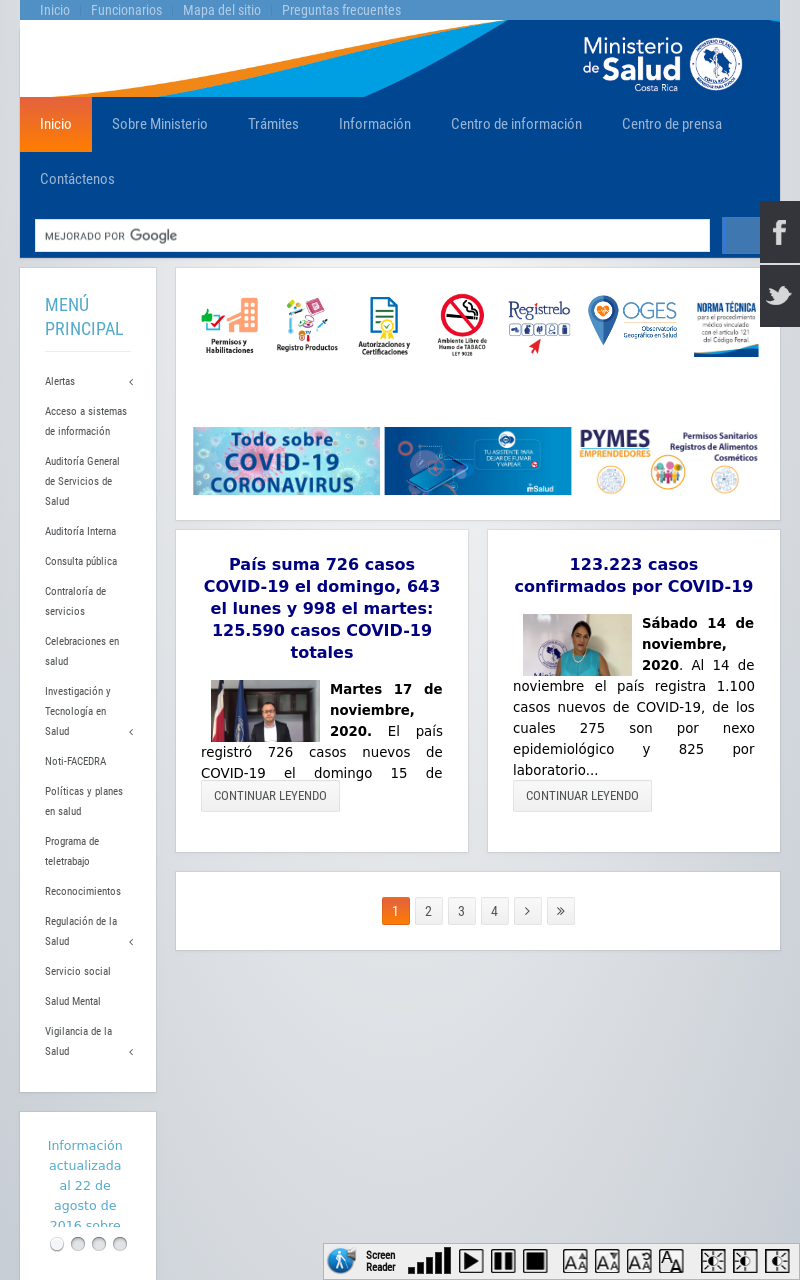 Inicio Funcionarios Mapa del sitio Preguntas frecuentes
Ministerio
de Salud
Costa Rica
Inicio Sobre Ministerio Trámites Información Centro de información Centro de prensa
Contáctenos
MEJORADO POR Google
MENÚ
PRINCIPAL
Alertas
Acceso a sistemas
de información
Auditoría General
de Servicios de
Salud
Auditoría Interna
Consulta pública
Contraloría de
servicios
Celebraciones en
salud
Investigación y
Tecnología en
Salud
Noti-FACEDRA
Políticas y planes
en salud
Programa de
teletrabajo
Reconocimientos
Regulación de la
Salud
Servicio social
Salud Mental
Vigilancia de la
Salud
Información
actualizada
al 22 de
agosto de
2016 sobre
Permisos y
Habilitaciones
Registro Productos
Autorizaciones y
Certificaciones
Ambiente Libre de
Humo de TABACO
LEY 9028
Regístrelo
OGES
Observatorio
Geográfico en Salud
NORMA TÉCNICA
para el procedimiento
médico vinculado
con el artículo 121
del Código Penal.
Todo sobre
COVID-19
CORONAVIRUS
TU ASISTENTE PARA
DEJAR DE FUMAR
Y VAPEAR
mSalud
PYMES
EMPRENDEDORES
Permisos Sanitarios
Registros de Alimentos
Cosméticos
País suma 726 casos
COVID-19 el domingo, 643
el lunes y 998 el martes:
125.590 casos COVID-19
totales
Martes 17 de
noviembre,
2020. El país
registró 726 casos nuevos de
COVID-19 el domingo 15 de
CONTINUAR LEYENDO
123.223 casos
confirmados por COVID-19
Sábado 14 de
noviembre,
2020. Al 14 de
noviembre el país registra 1.100
casos nuevos de COVID-19, de los
cuales 275 son por nexo
epidemiológico y 825 por
laboratorio...
CONTINUAR LEYENDO
1 2 3 4 › »
Screen
Reader